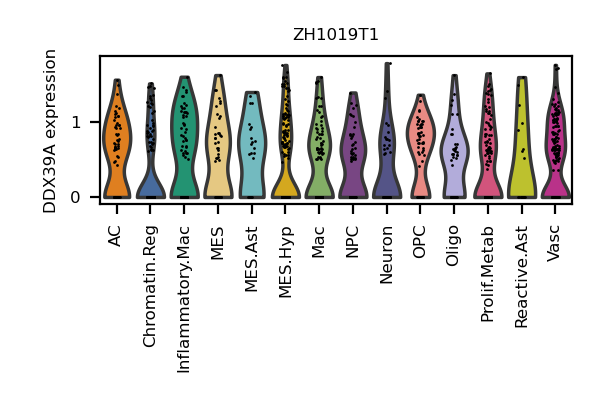 ZH1019T1
DDX39A expression
1
0
AC
Chromatin.Reg
Inflammatory.Mac
MES
MES.Ast
MES.Hyp
Mac
NPC
Neuron
OPC
Oligo
Prolif.Metab
Reactive.Ast
Vasc